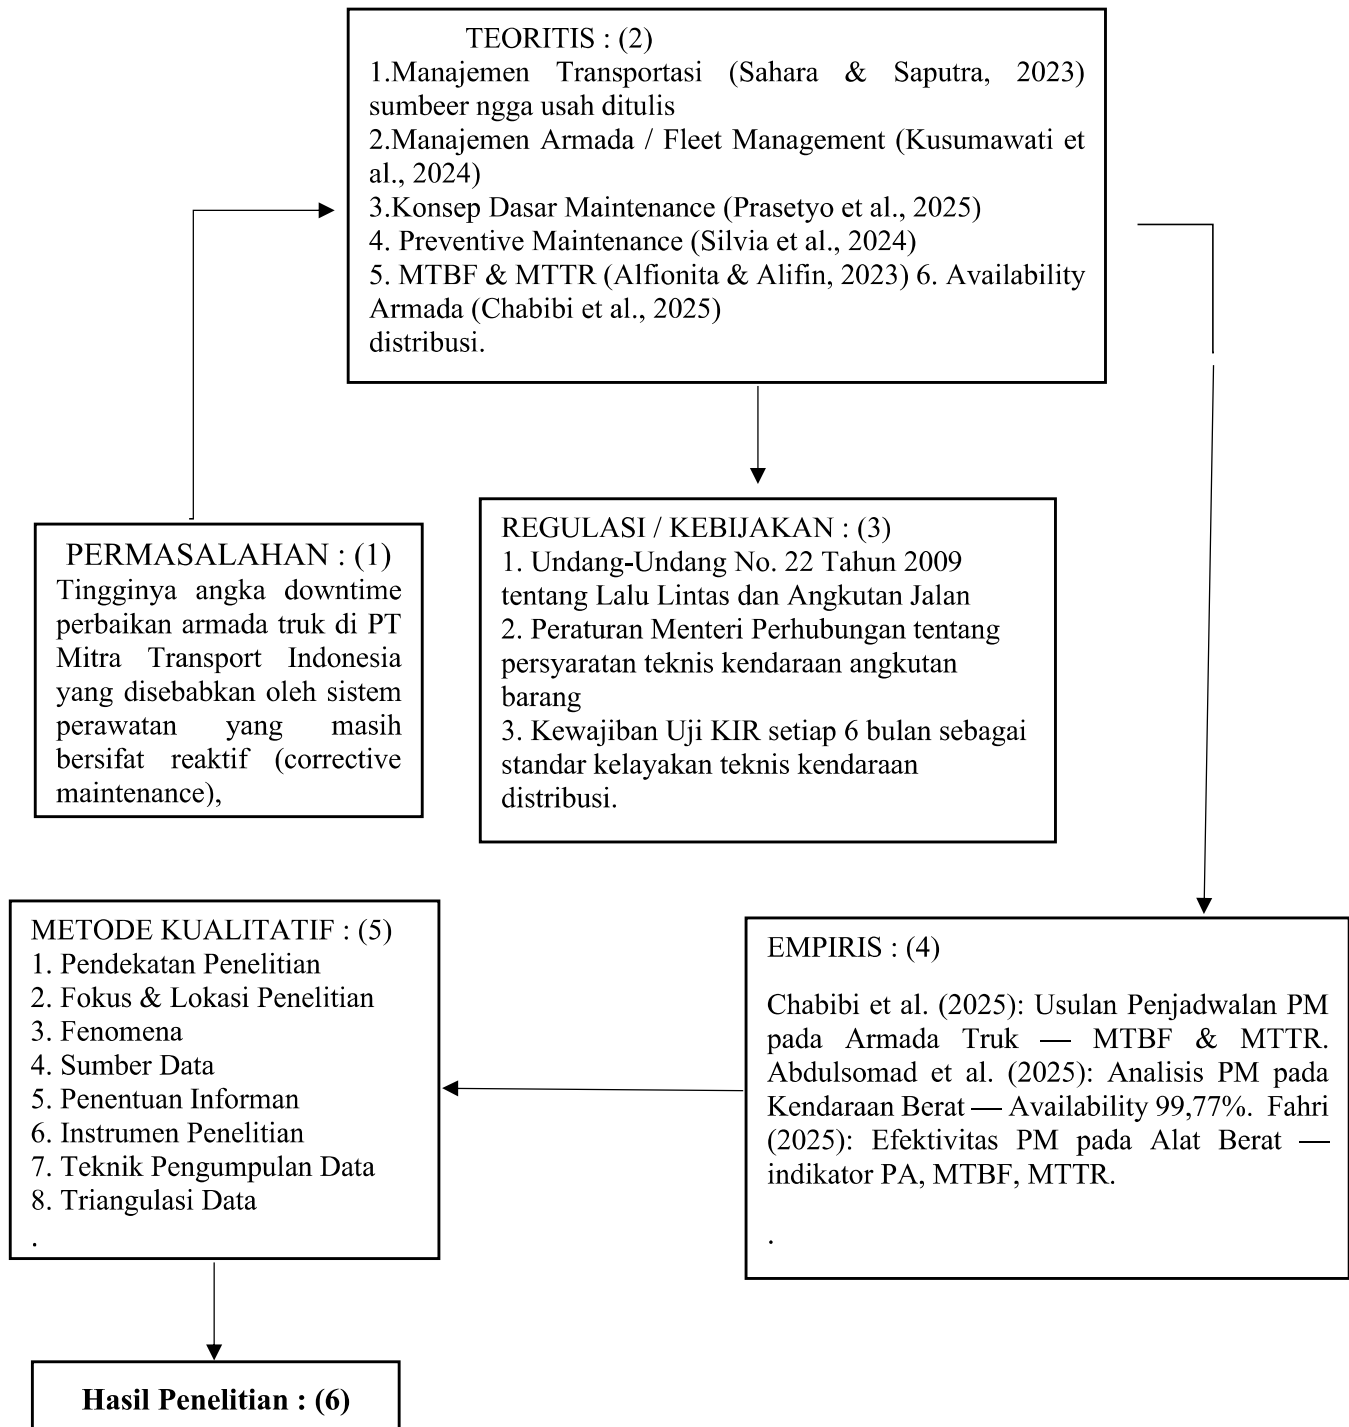 TEORITIS : (2)
1.Manajemen Transportasi (Sahara & Saputra, 2023)
sumbeer ngga usah ditulis
2.Manajemen Armada / Fleet Management (Kusumawati et
al., 2024)
3.Konsep Dasar Maintenance (Prasetyo et al., 2025)
4. Preventive Maintenance (Silvia et al., 2024)
5. MTBF & MTTR (Alfionita & Alifin, 2023) 6. Availability
Armada (Chabibi et al., 2025)
distribusi.
PERMASALAHAN : (1)
Tingginya angka downtime
perbaikan armada truk di PT
Mitra Transport Indonesia
yang disebabkan oleh sistem
perawatan yang masih
bersifat reaktif (corrective
maintenance),
REGULASI / KEBIJAKAN : (3)
1. Undang-Undang No. 22 Tahun 2009
tentang Lalu Lintas dan Angkutan Jalan
2. Peraturan Menteri Perhubungan tentang
persyaratan teknis kendaraan angkutan
barang
3. Kewajiban Uji KIR setiap 6 bulan sebagai
standar kelayakan teknis kendaraan
distribusi.
METODE KUALITATIF : (5)
1. Pendekatan Penelitian
2. Fokus & Lokasi Penelitian
3. Fenomena
4. Sumber Data
5. Penentuan Informan
6. Instrumen Penelitian
7. Teknik Pengumpulan Data
8. Triangulasi Data
.
EMPIRIS : (4)
Chabibi et al. (2025): Usulan Penjadwalan PM
pada Armada Truk — MTBF & MTTR.
Abdulsomad et al. (2025): Analisis PM pada
Kendaraan Berat — Availability 99,77%. Fahri
(2025): Efektivitas PM pada Alat Berat —
indikator PA, MTBF, MTTR.
.
Hasil Penelitian : (6)